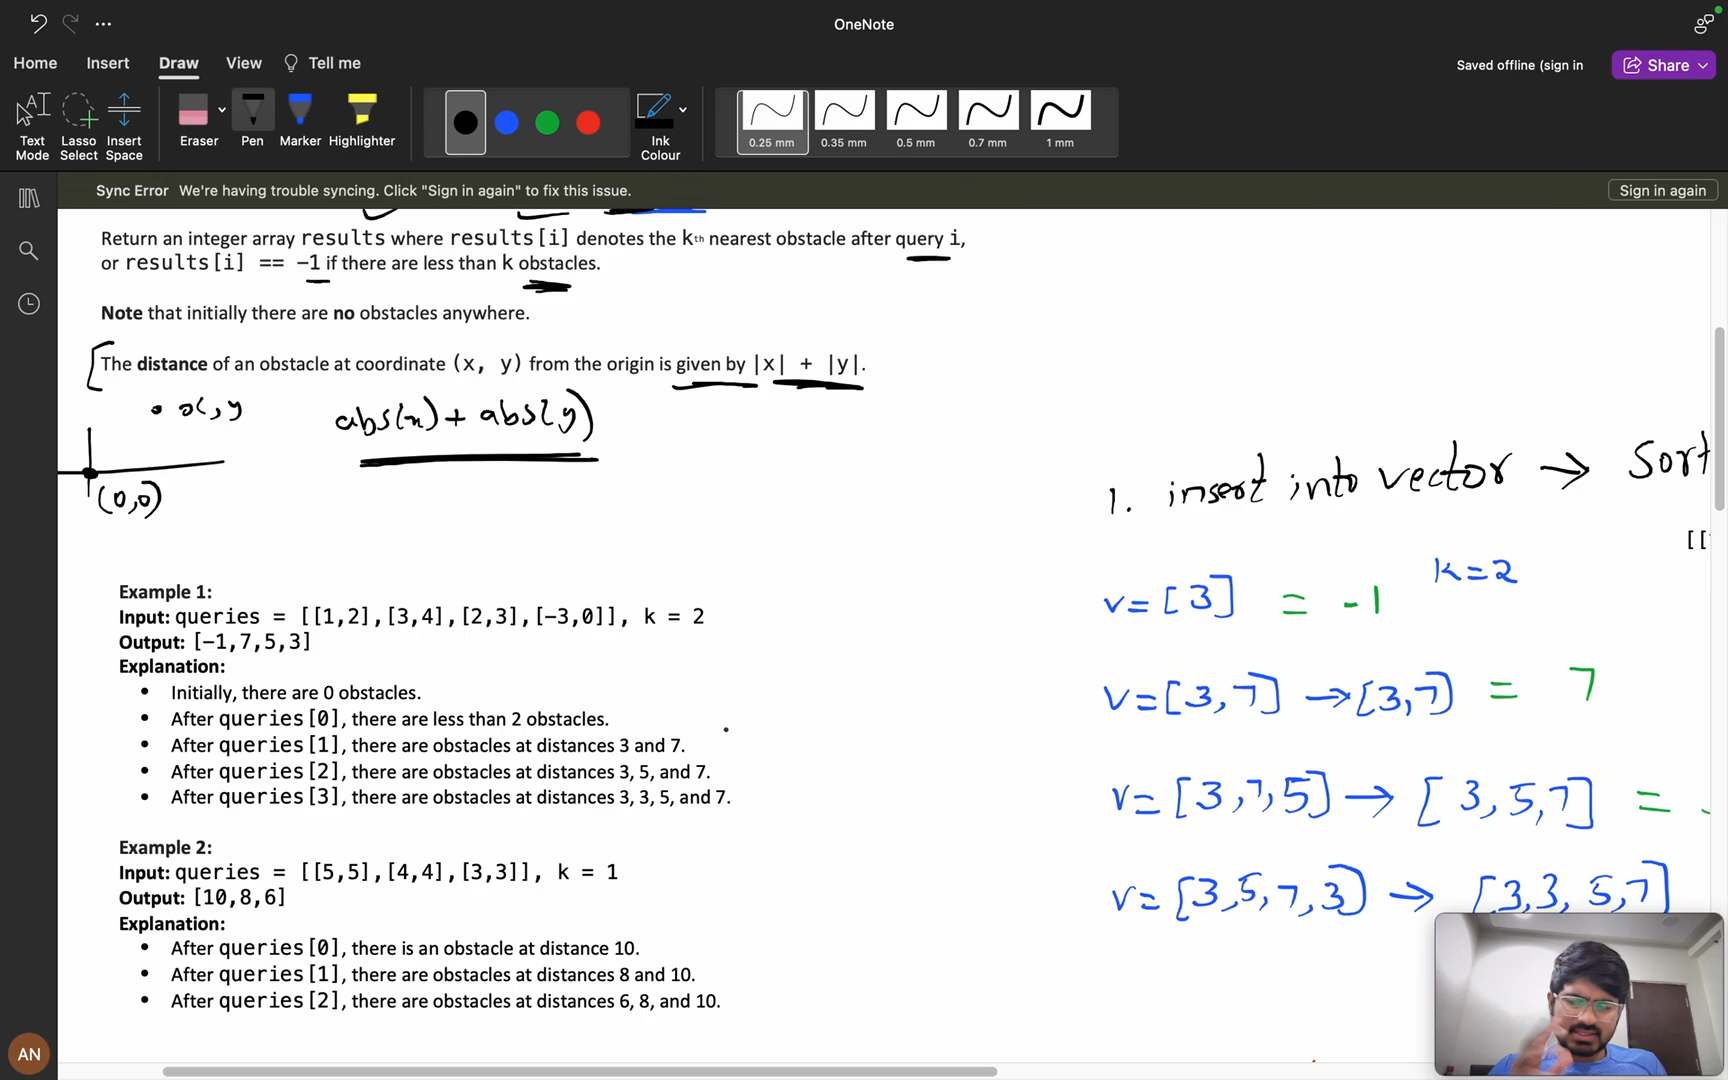 OneNote
Home Insert Draw View Tell me
Saved offline (sign in
Share
Text Mode
Lasso Select
Insert Space
Eraser
Pen
Marker
Highlighter
Ink Colour
0.25 mm
0.35 mm
0.5 mm
0.7 mm
1 mm
Sync Error We're having trouble syncing. Click "Sign in again" to fix this issue.
Sign in again
Return an integer array results where results[i] denotes the kth nearest obstacle after query i,
or results[i] == -1 if there are less than k obstacles.
Note that initially there are no obstacles anywhere.
The distance of an obstacle at coordinate (x, y) from the origin is given by |x| + |y|.
x, y
abs(x) + abs(y)
(0,0)
Example 1:
Input: queries = [[1,2],[3,4],[2,3],[-3,0]], k = 2
Output: [-1,7,5,3]
Explanation:
• Initially, there are 0 obstacles.
• After queries[0], there are less than 2 obstacles.
• After queries[1], there are obstacles at distances 3 and 7.
• After queries[2], there are obstacles at distances 3, 5, and 7.
• After queries[3], there are obstacles at distances 3, 3, 5, and 7.
Example 2:
Input: queries = [[5,5],[4,4],[3,3]], k = 1
Output: [10,8,6]
Explanation:
• After queries[0], there is an obstacle at distance 10.
• After queries[1], there are obstacles at distances 8 and 10.
• After queries[2], there are obstacles at distances 6, 8, and 10.
1. insert into vector → Sort
[[
k=2
v= [3] = -1
v=[3,7] →[3,7] = 7
v= [3,7,5] → [3,5,7] =
v= [3,5,7,3] → [3,3,5,7]
AN